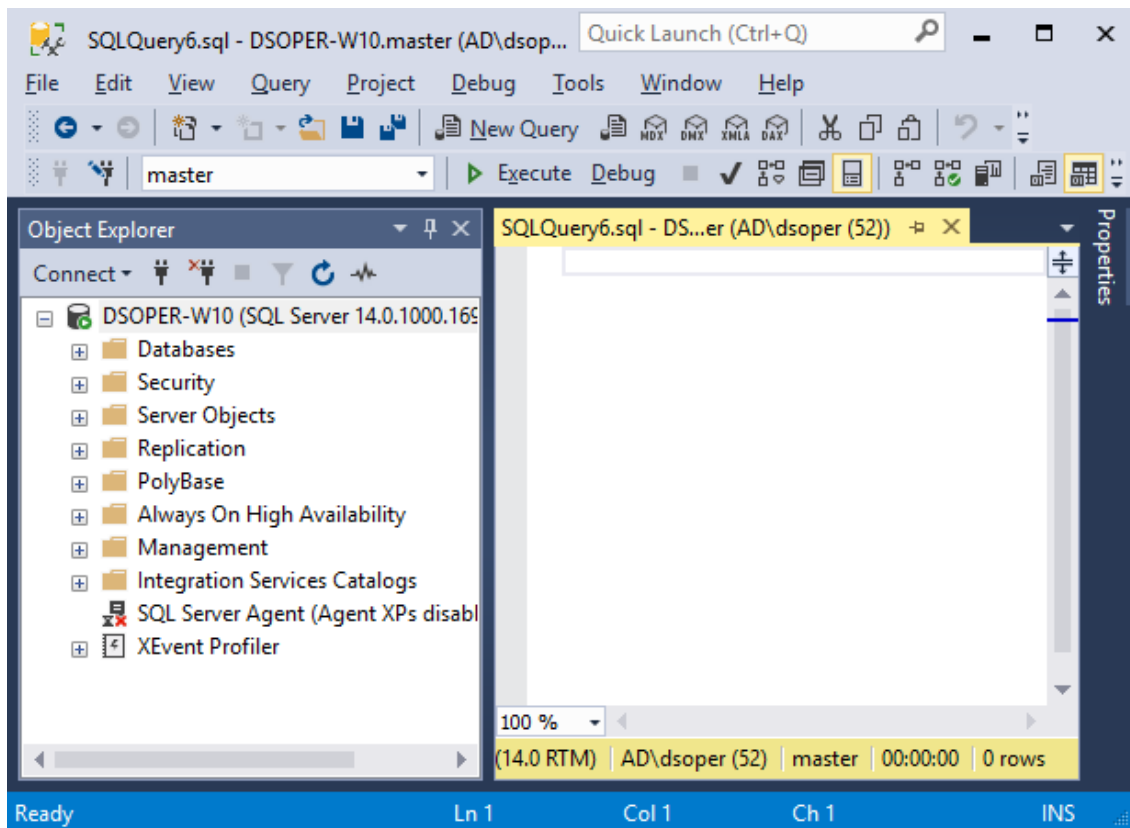 SQLQuery6.sql - DSOPER-W10.master (AD\dsop... Quick Launch (Ctrl+Q)
File Edit View Query Project Debug Tools Window Help
New Query MDX DMX XMLA DAX
master Execute Debug
Object Explorer
Connect
DSOPER-W10 (SQL Server 14.0.1000.169
Databases
Security
Server Objects
Replication
PolyBase
Always On High Availability
Management
Integration Services Catalogs
SQL Server Agent (Agent XPs disabl
XEvent Profiler
SQLQuery6.sql - DS...er (AD\dsoper (52))
100 %
(14.0 RTM) AD\dsoper (52) master 00:00:00 0 rows
Properties
Ready Ln 1 Col 1 Ch 1 INS